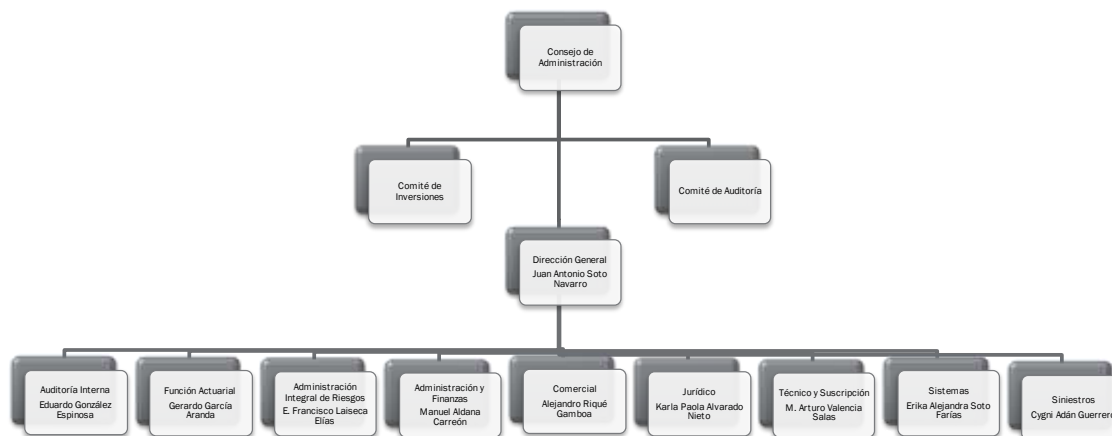 Consejo de
Administración
Comité de
Inversiones
Comité de Auditoría
Dirección General
Juan Antonio Soto
Navarro
Auditoría Interna
Eduardo González
Espinosa
Función Actuarial
Gerardo García
Aranda
Administración
Integral de Riesgos
E. Francisco Laiseca
Elías
Administración y
Finanzas
Manuel Aldana
Carreón
Comercial
Alejandro Riqué
Gamboa
Jurídico
Karla Paola Alvarado
Nieto
Técnico y Suscripción
M. Arturo Valencia
Salas
Sistemas
Erika Alejandra Soto
Farías
Siniestros
Cygni Adán Guerrero